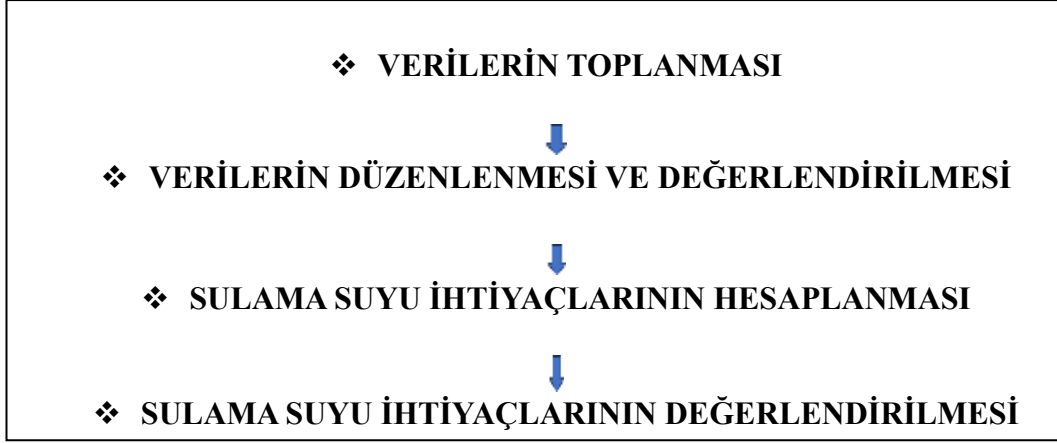 ❖ VERİLERİN TOPLANMASI
❖ VERİLERİN DÜZENLENMESİ VE DEĞERLENDİRİLMESİ
❖ SULAMA SUYU İHTİYAÇLARININ HESAPLANMASI
❖ SULAMA SUYU İHTİYAÇLARININ DEĞERLENDİRİLMESİ